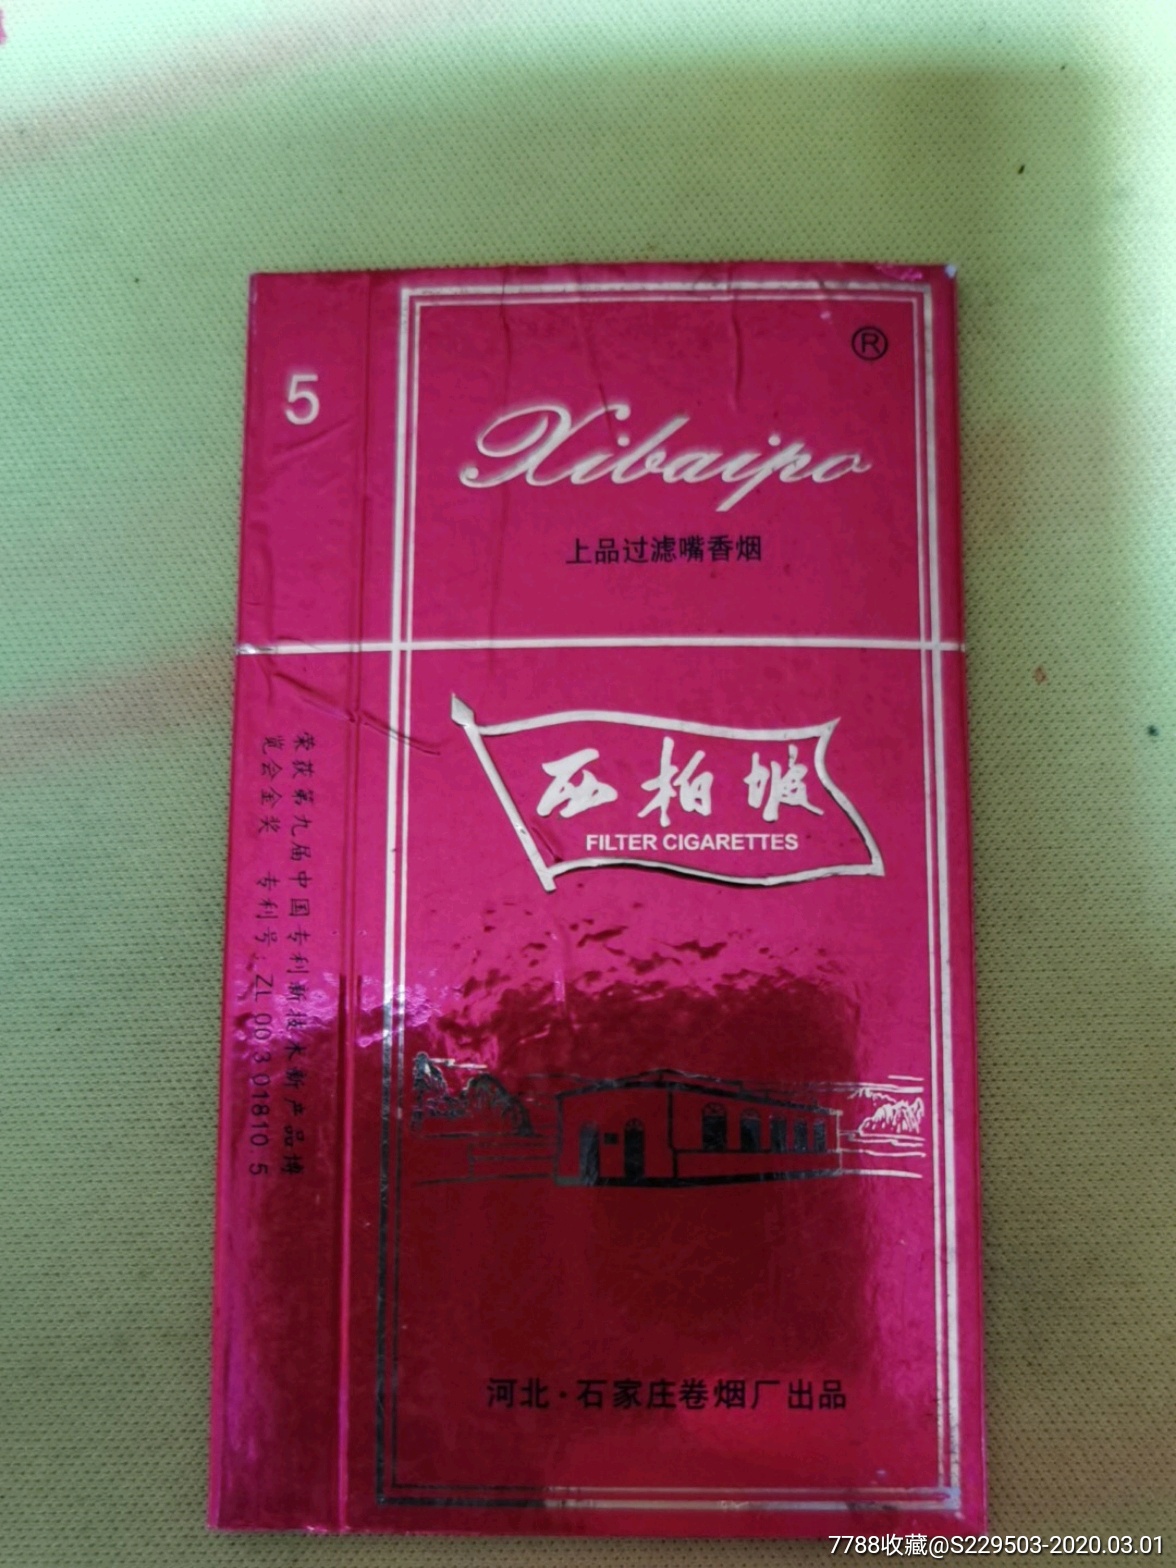 5
®
Xibaipo
上品过滤嘴香烟
西柏坡
FILTER CIGARETTES
荣获第九届中国专利新技术新产品博
览会金奖 专利号 ZL 00 3 01810 5
河北·石家庄卷烟厂出品
7788收藏@S229503-2020.03.01